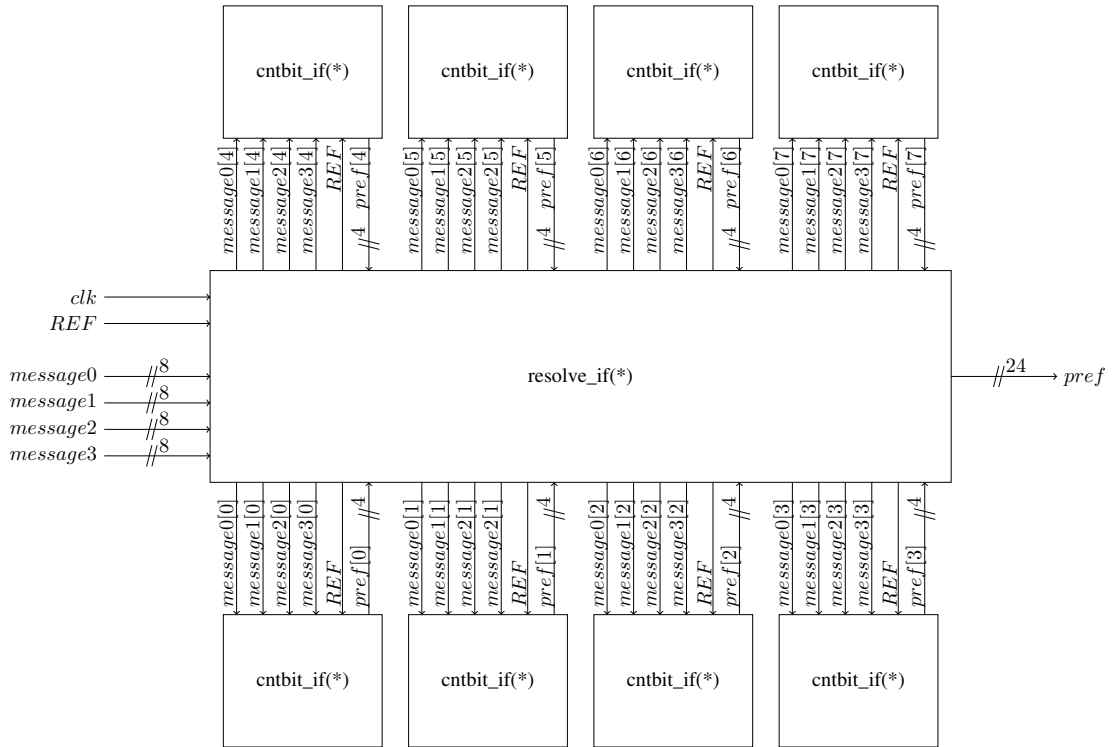 cntbit_if(*)
cntbit_if(*)
cntbit_if(*)
cntbit_if(*)
message0[4]
message1[4]
message2[4]
message3[4]
REF
pref[4]
4
message0[5]
message1[5]
message2[5]
message2[5]
REF
pref[5]
4
message0[6]
message1[6]
message2[6]
message3[6]
REF
pref[6]
4
message0[7]
message1[7]
message2[7]
message3[7]
REF
pref[7]
4
clk
REF
message0
8
message1
8
message2
8
message3
8
resolve_if(*)
24
pref
message0[0]
message1[0]
message2[0]
message3[0]
REF
pref[0]
4
message0[1]
message1[1]
message2[1]
message2[1]
REF
pref[1]
4
message0[2]
message1[2]
message2[2]
message3[2]
REF
pref[2]
4
message0[3]
message1[3]
message2[3]
message3[3]
REF
pref[3]
4
cntbit_if(*)
cntbit_if(*)
cntbit_if(*)
cntbit_if(*)